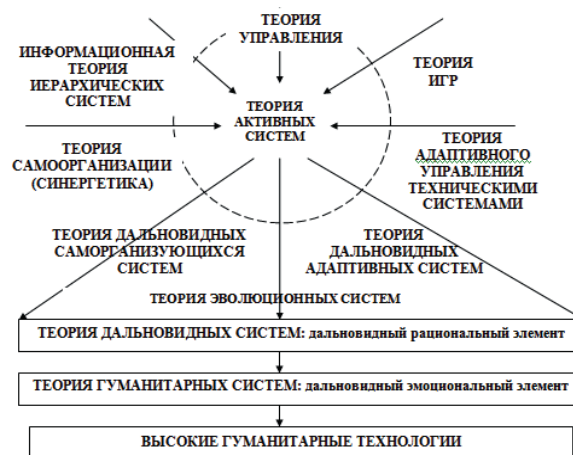 ТЕОРИЯ
УПРАВЛЕНИЯ
ИНФОРМАЦИОННАЯ
ТЕОРИЯ
ИЕРАРХИЧЕСКИХ
СИСТЕМ
ТЕОРИЯ
ИГР
ТЕОРИЯ
АКТИВНЫХ
СИСТЕМ
ТЕОРИЯ
САМООРГАНИЗАЦИИ
(СИНЕРГЕТИКА)
ТЕОРИЯ
АДАПТИВНОГО
УПРАВЛЕНИЯ
ТЕХНИЧЕСКИМИ
СИСТЕМАМИ
ТЕОРИЯ ДАЛЬНОВИДНЫХ
САМОРГАНИЗУЮЩИХСЯ
СИСТЕМ
ТЕОРИЯ
ДАЛЬНОВИДНЫХ
АДАПТИВНЫХ СИСТЕМ
ТЕОРИЯ ЭВОЛЮЦИОННЫХ СИСТЕМ
ТЕОРИЯ ДАЛЬНОВИДНЫХ СИСТЕМ: дальновидный рациональный элемент
ТЕОРИЯ ГУМАНИТАРНЫХ СИСТЕМ: дальновидный эмоциональный элемент
ВЫСОКИЕ ГУМАНИТАРНЫЕ ТЕХНОЛОГИИ